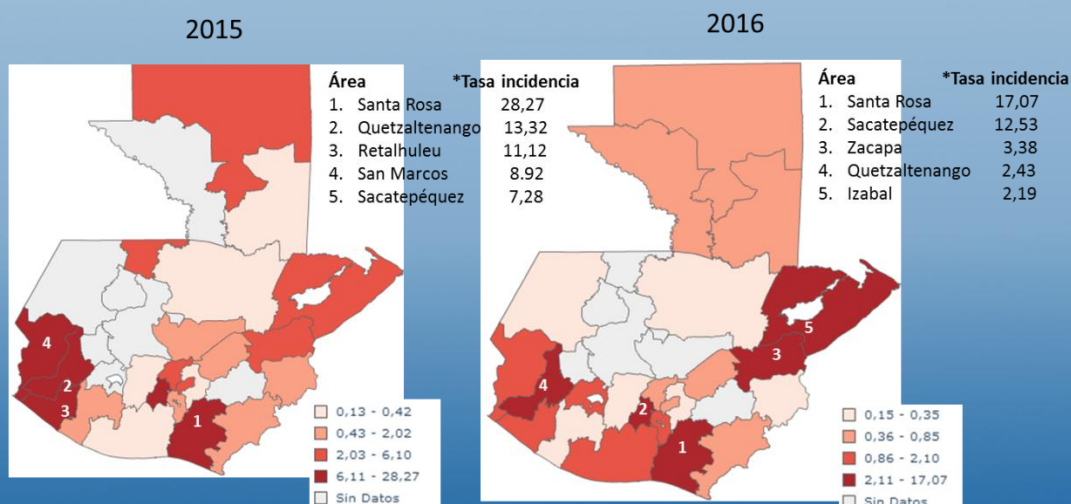 2015
Área *Tasa incidencia
1. Santa Rosa 28,27
2. Quetzaltenango 13,32
3. Retalhuleu 11,12
4. San Marcos 8.92
5. Sacatepéquez 7,28
4
2
3
1
0,13 - 0,42
0,43 - 2,02
2,03 - 6,10
6,11 - 28,27
Sin Datos
2016
Área *Tasa incidencia
1. Santa Rosa 17,07
2. Sacatepéquez 12,53
3. Zacapa 3,38
4. Quetzaltenango 2,43
5. Izabal 2,19
5
3
4
2
1
0,15 - 0,35
0,36 - 0,85
0,86 - 2,10
2,11 - 17,07
Sin Datos